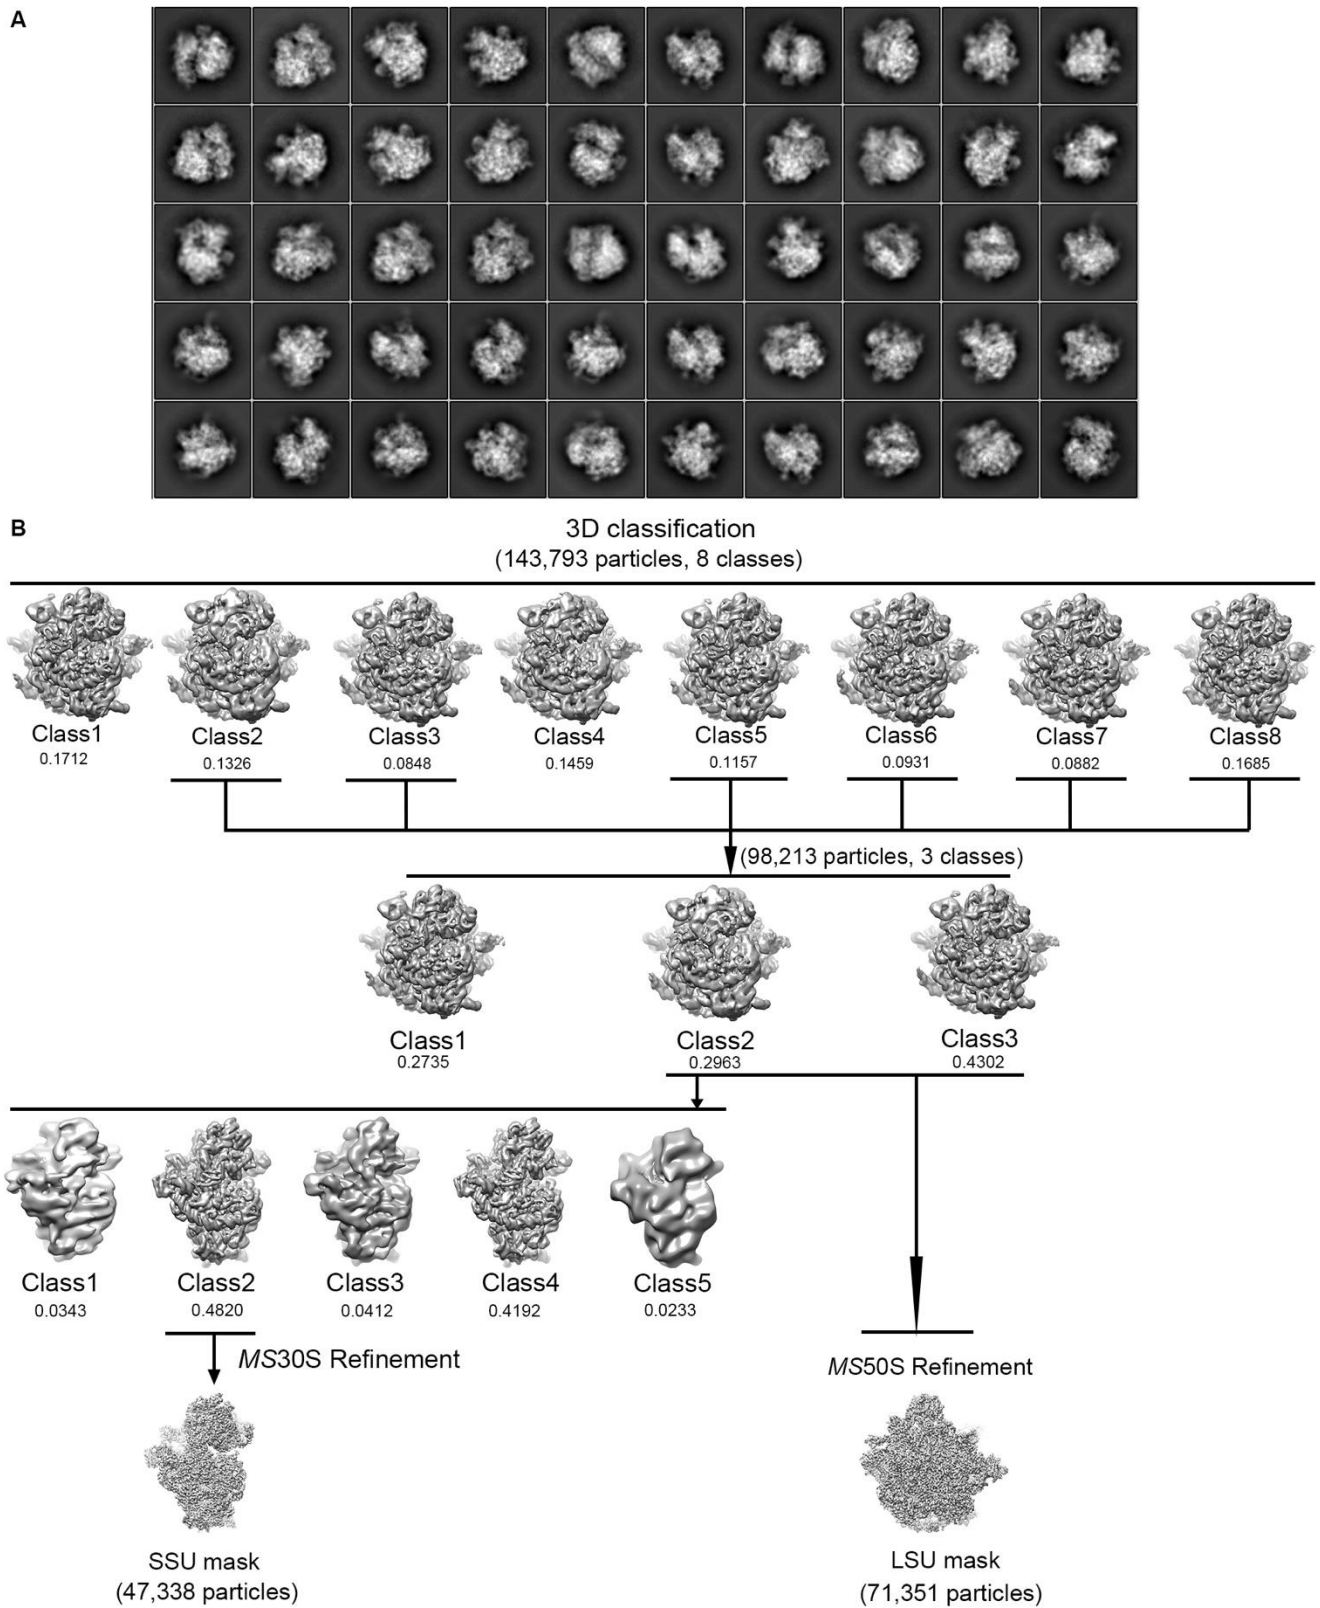 A
B
3D classification
(143,793 particles, 8 classes)
Class1 Class2 Class3 Class4 Class5 Class6 Class7 Class8
0.1712 0.1326 0.0848 0.1459 0.1157 0.0931 0.0882 0.1685
(98,213 particles, 3 classes)
Class1 Class2 Class3
0.2735 0.2963 0.4302
Class1 Class2 Class3 Class4 Class5
0.0343 0.4820 0.0412 0.4192 0.0233
MS30S Refinement
MS50S Refinement
SSU mask
(47,338 particles)
LSU mask
(71,351 particles)